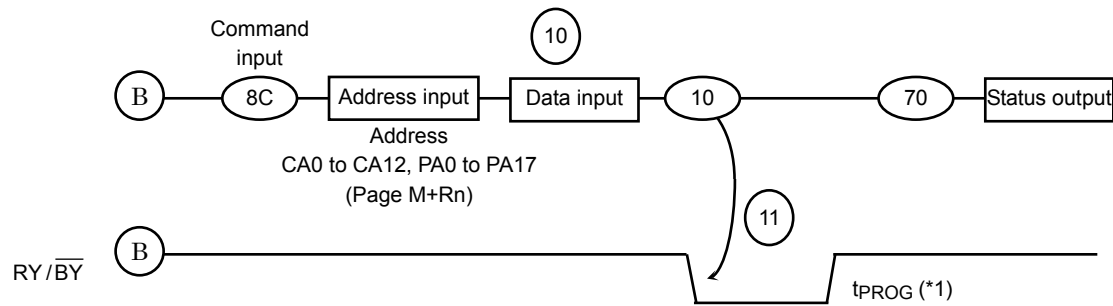 Command
input
10
B
8C
Address input
Data input
10
70
Status output
Address
CA0 to CA12, PA0 to PA17
(Page M+Rn)
11
B
RY/BY
tPROG (*1)